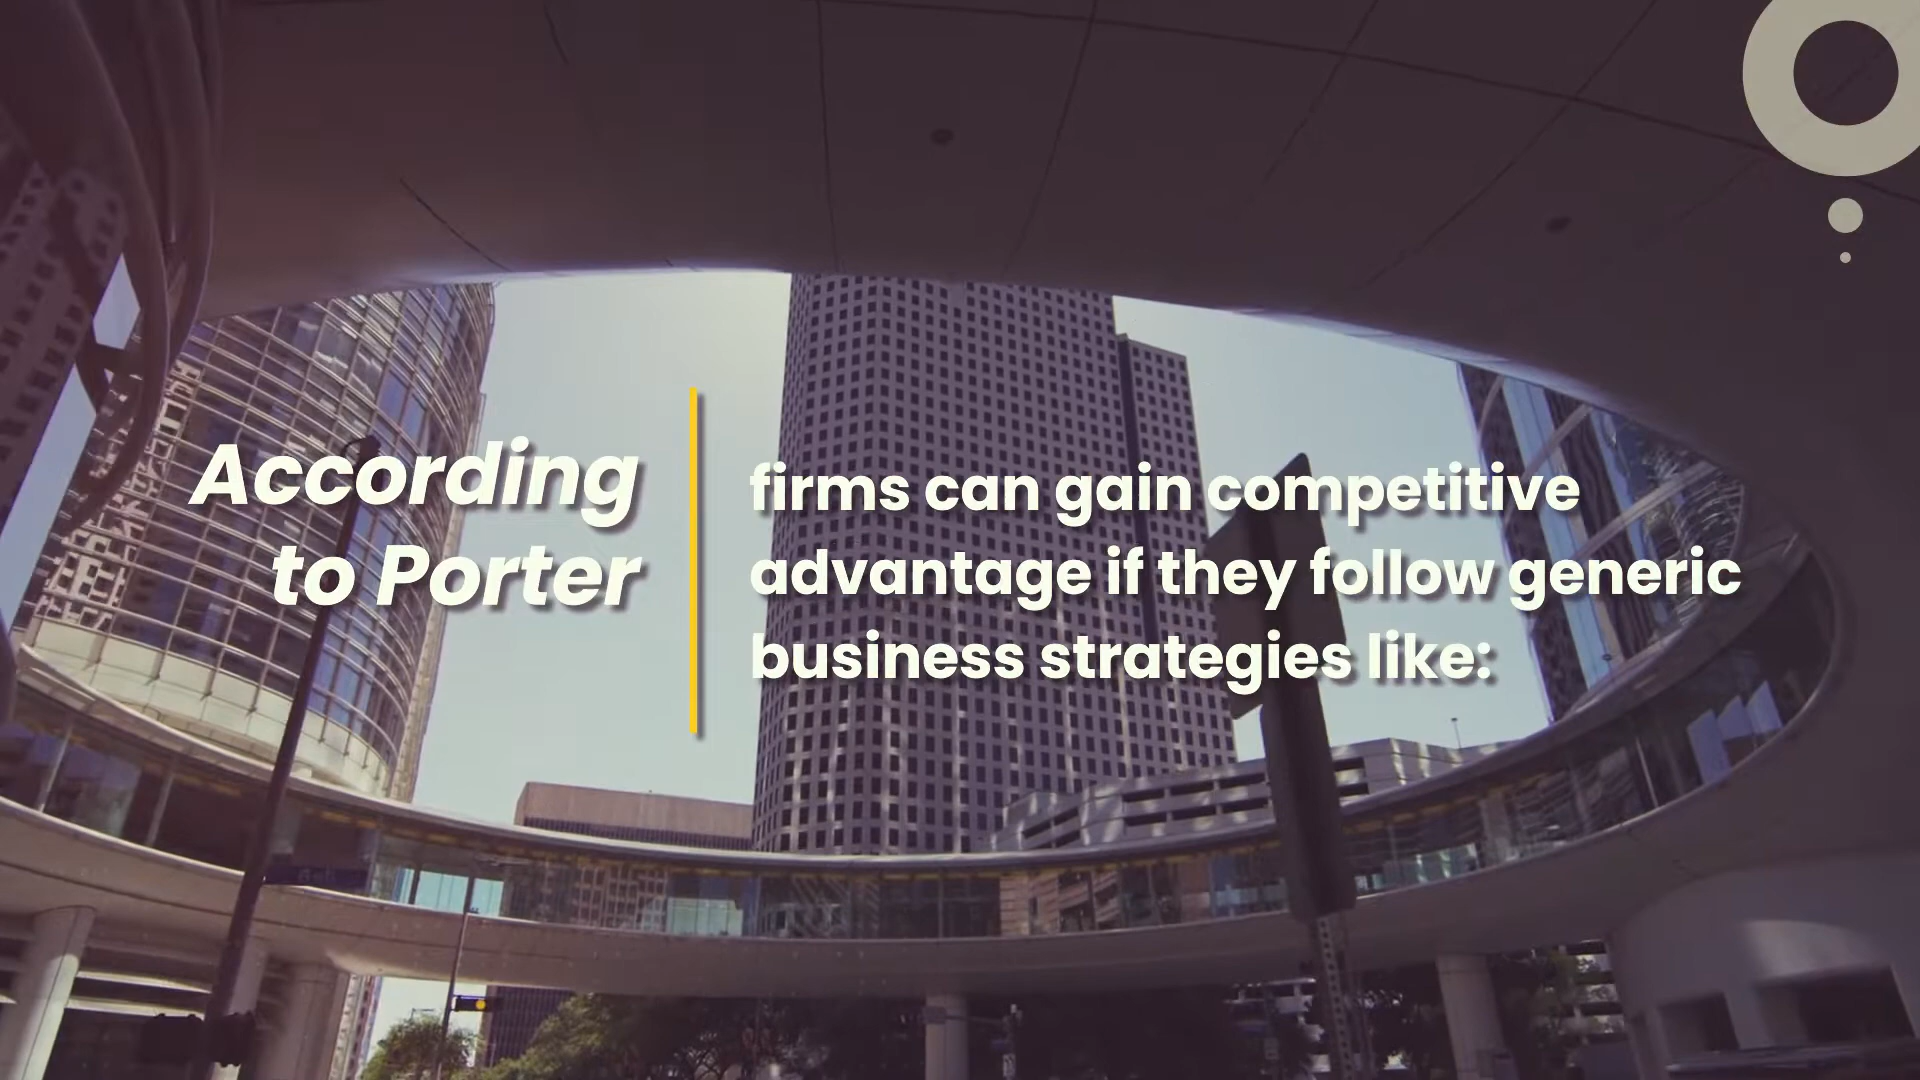 According
to Porter
firms can gain competitive
advantage if they follow generic
business strategies like: